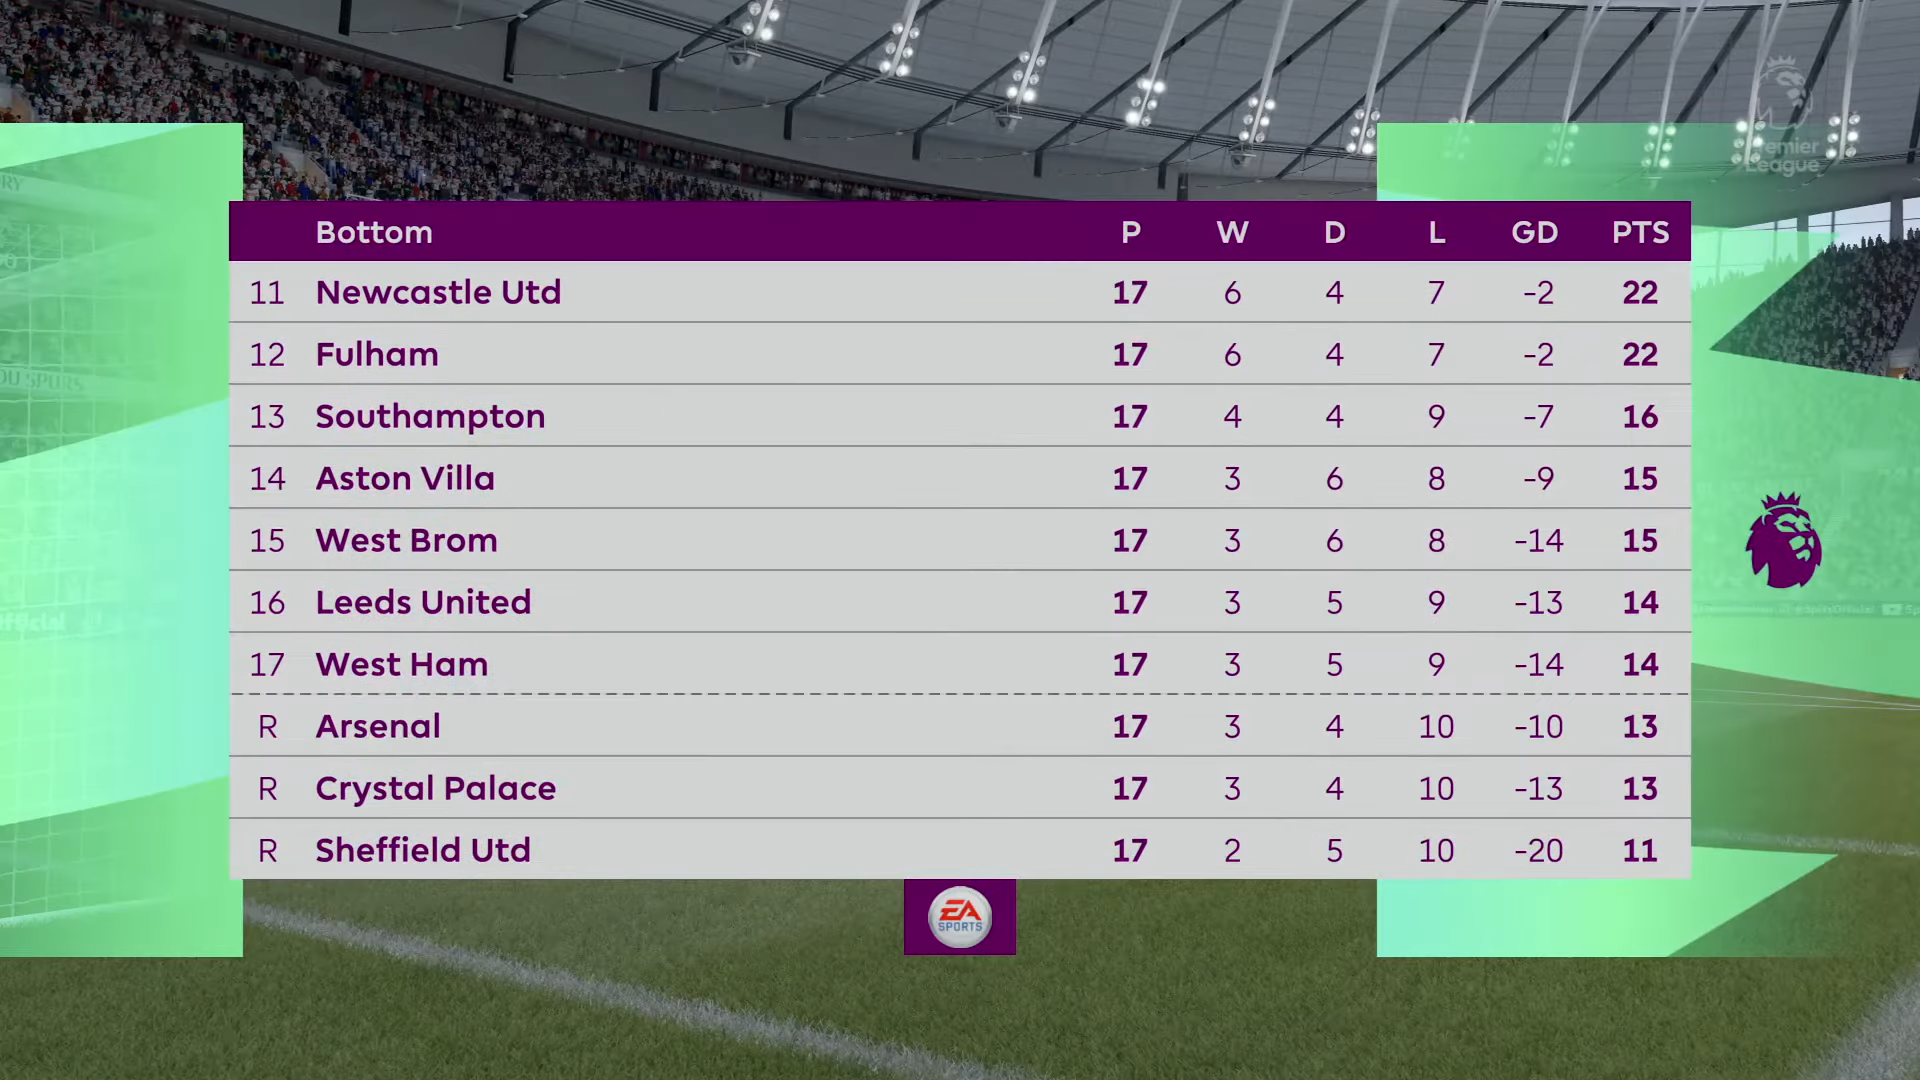 Premier
League
Bottom P W D L GD PTS
11 Newcastle Utd 17 6 4 7 -2 22
12 Fulham 17 6 4 7 -2 22
13 Southampton 17 4 4 9 -7 16
14 Aston Villa 17 3 6 8 -9 15
15 West Brom 17 3 6 8 -14 15
16 Leeds United 17 3 5 9 -13 14
17 West Ham 17 3 5 9 -14 14
R Arsenal 17 3 4 10 -10 13
R Crystal Palace 17 3 4 10 -13 13
R Sheffield Utd 17 2 5 10 -20 11
EA
SPORTS